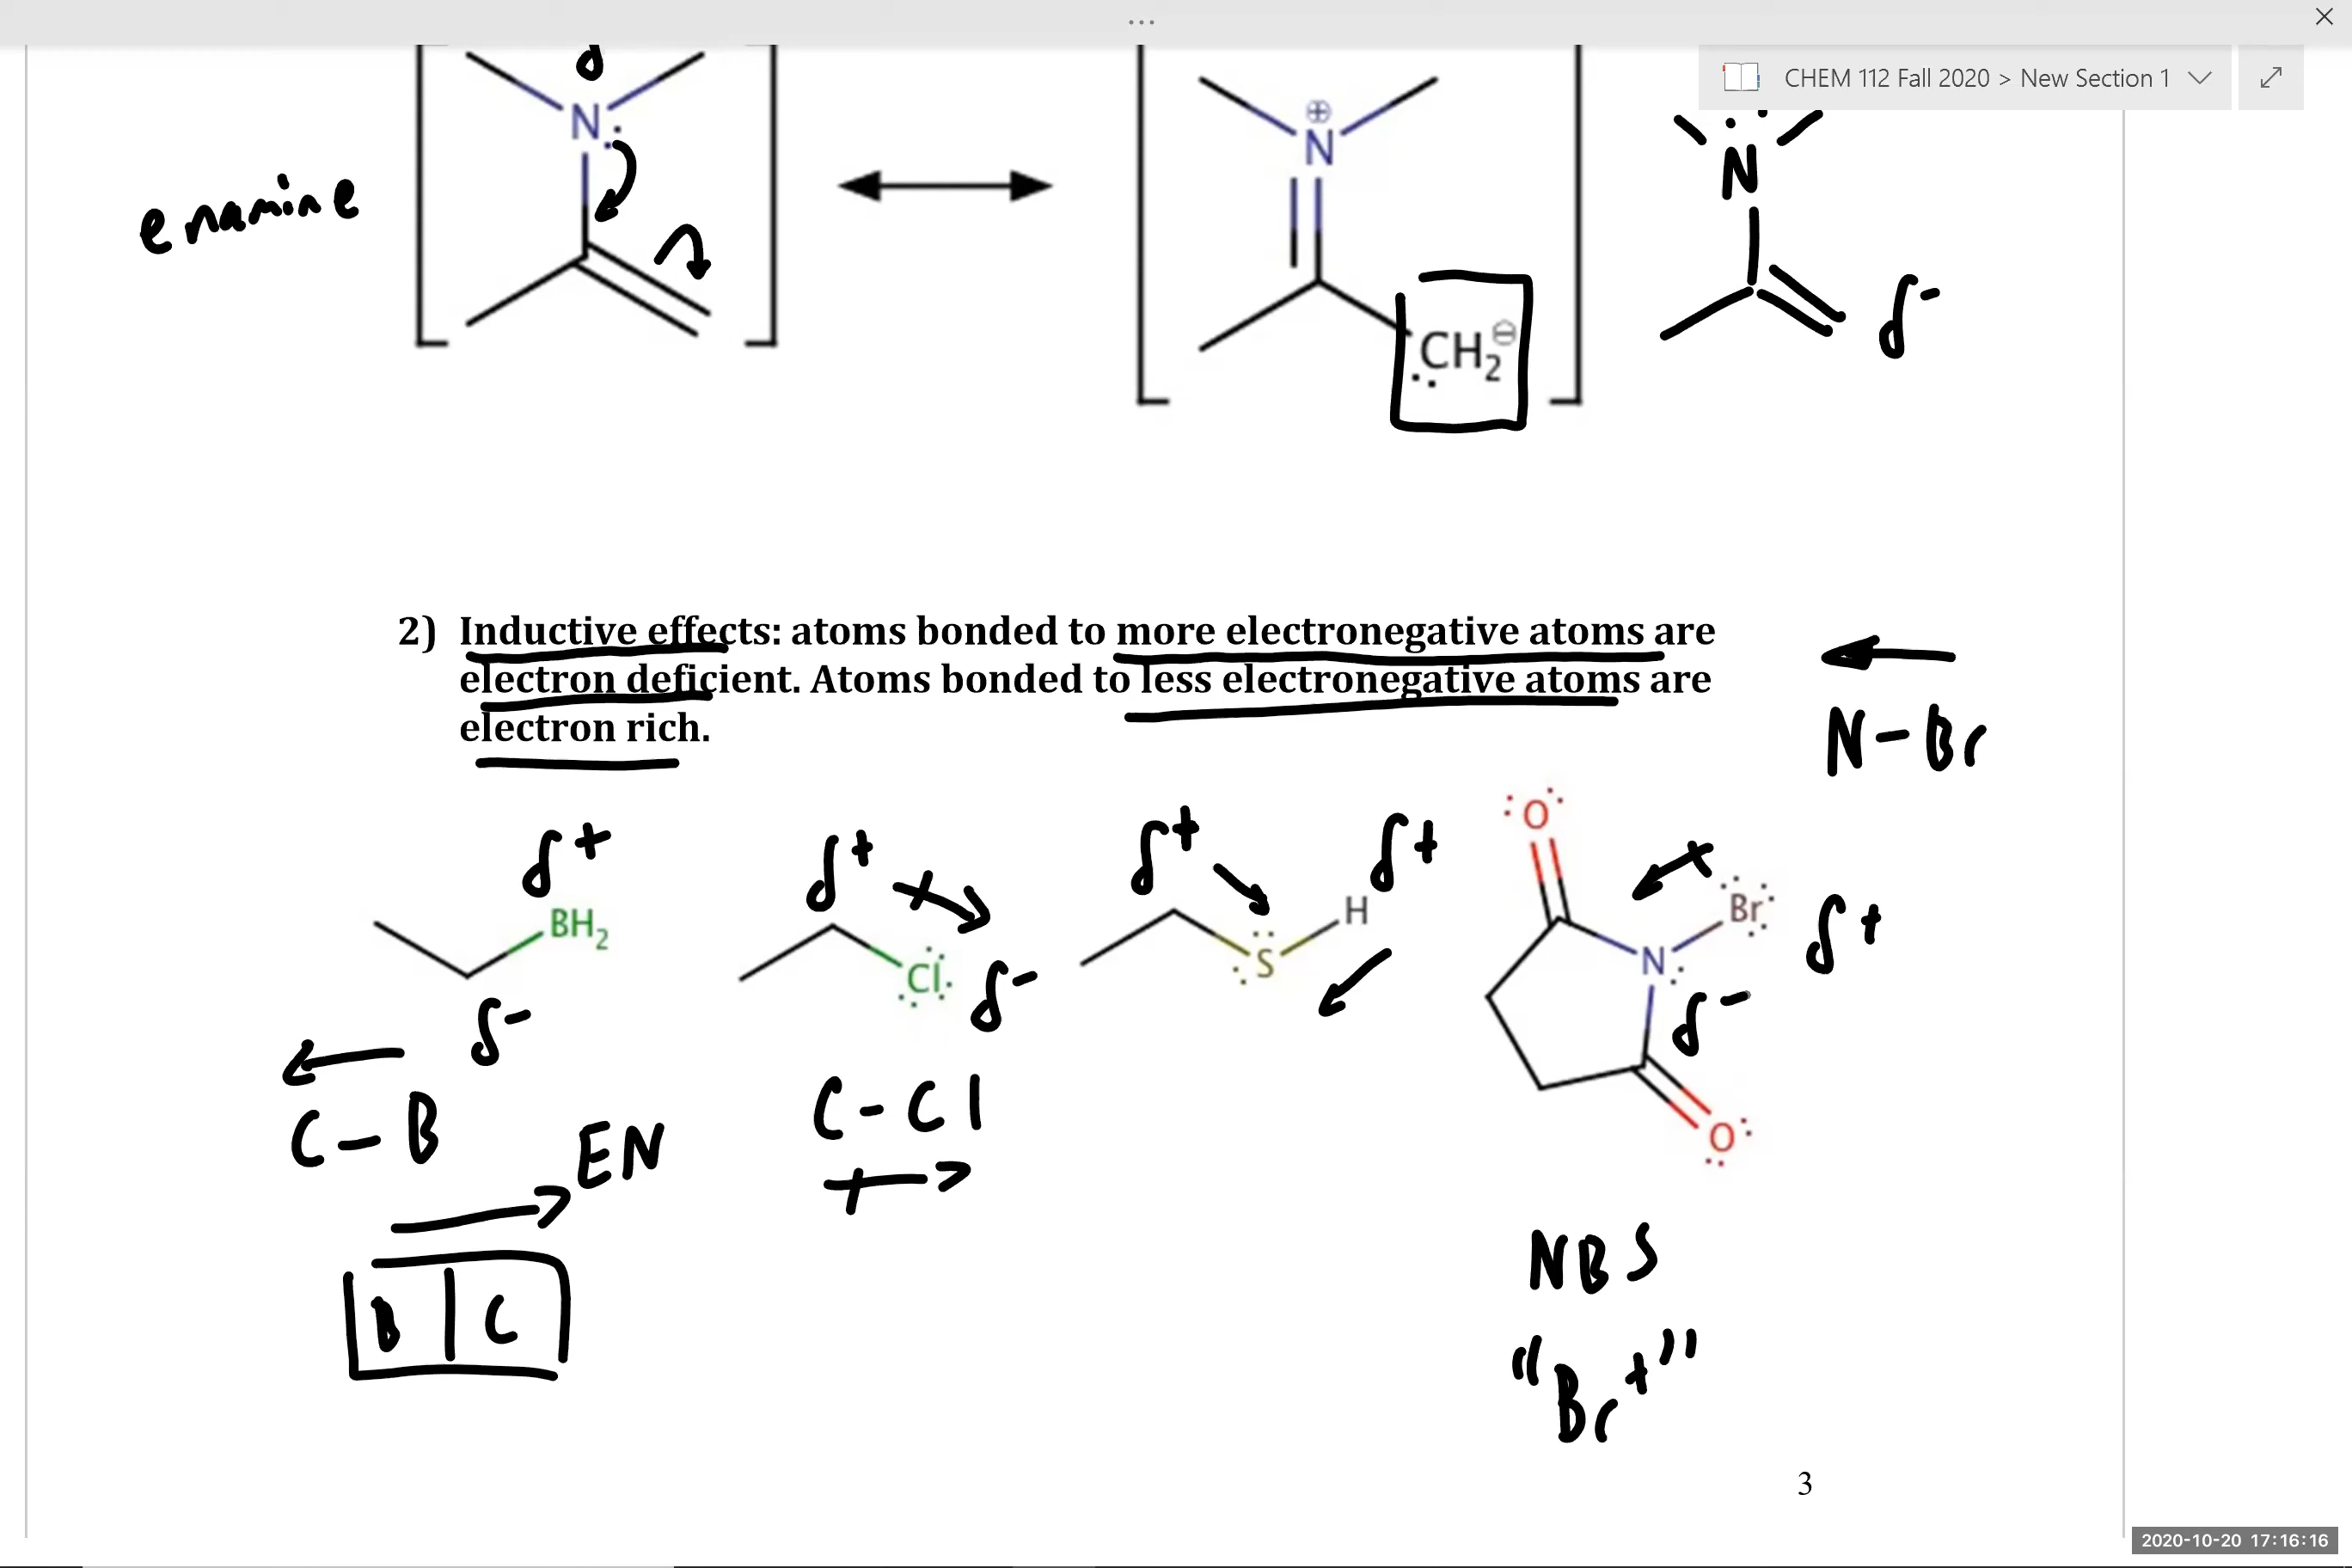 CHEM 112 Fall 2020 > New Section 1
N:
⊕
N
N
enamine
CH2⊖
δ-
2) Inductive effects: atoms bonded to more electronegative atoms are
electron deficient. Atoms bonded to less electronegative atoms are
electron rich.
N-Br
δ+ δ+ δ+ δ+ O
BH2 H Br δ+
Cl S N
δ- δ- δ-
C-B C-Cl O
EN
B | C
NBS
"Br+"
3
2020-10-20 17:16:16